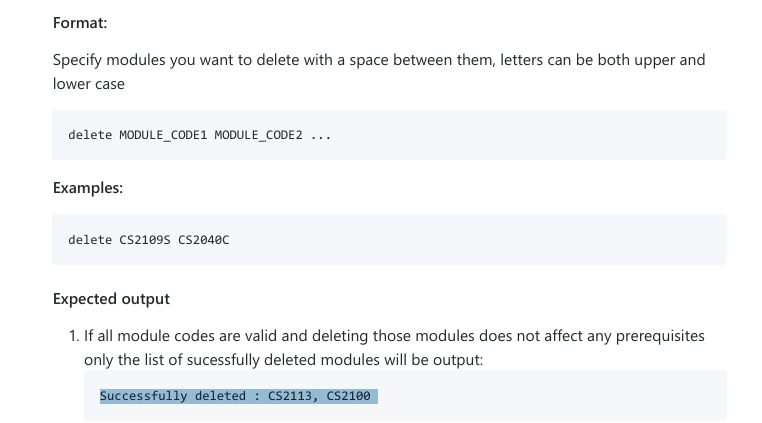 Format:
Specify modules you want to delete with a space between them, letters can be both upper and
lower case
delete MODULE_CODE1 MODULE_CODE2 ...
Examples:
delete CS2109S CS2040C
Expected output
1. If all module codes are valid and deleting those modules does not affect any prerequisites
only the list of sucessfully deleted modules will be output:
Successfully deleted : CS2113, CS2100